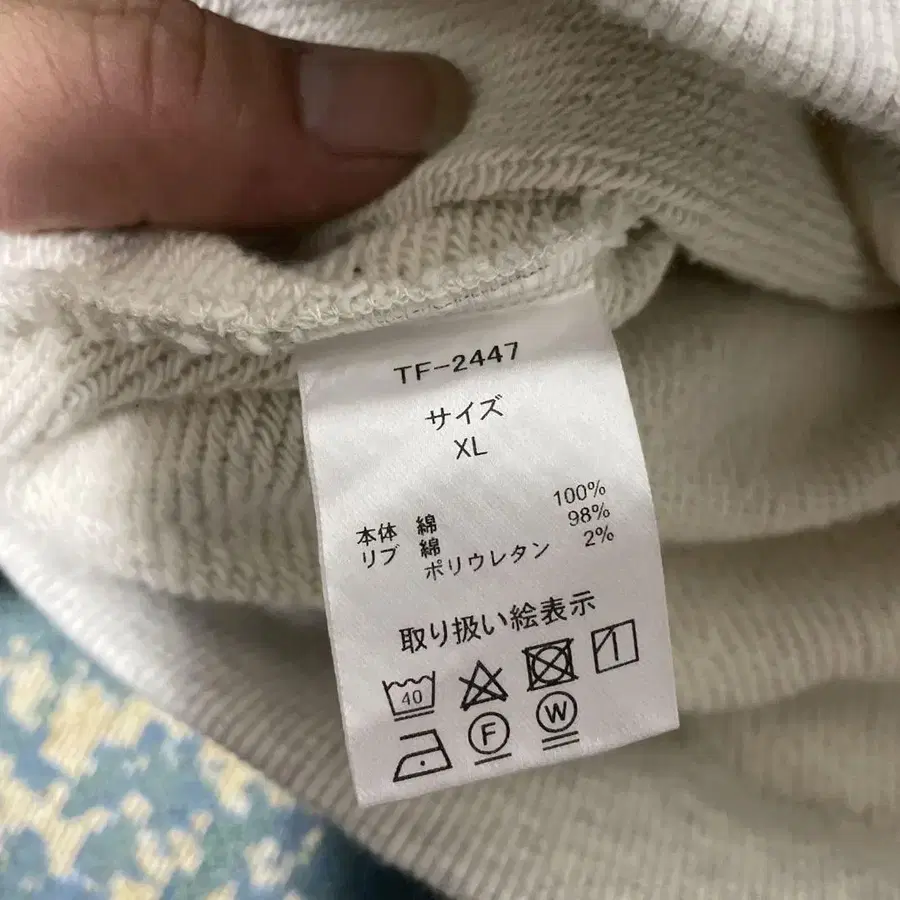 TF-2447
サイズ
XL
本体 綿 100%
リブ 綿 98%
ポリウレタン 2%
取り扱い絵表示
40
F W